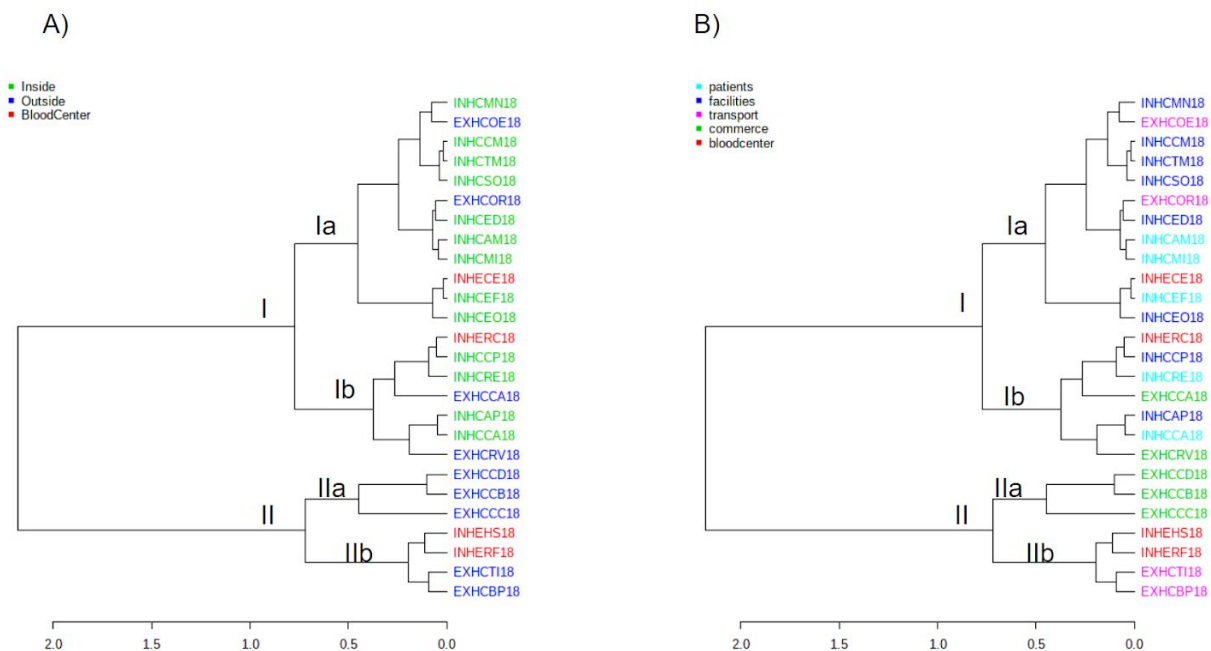 A)
Inside
Outside
BloodCenter
INHCMN18
EXHCOE18
INHCCM18
INHCTM18
INHCSO18
EXHCOR18
INHCED18
INHCAM18
INHCMI18
INHECE18
INHCEF18
INHCEO18
INHERC18
INHCCP18
INHCRE18
EXHCCA18
INHCAP18
INHCCA18
EXHCRV18
EXHCCD18
EXHCCB18
EXHCCC18
INHEHS18
INHERF18
EXHCTI18
EXHCBP18
Ia
I
Ib
IIa
II
IIb
2.0 1.5 1.0 0.5 0.0
B)
patients
facilities
transport
commerce
bloodcenter
INHCMN18
EXHCOE18
INHCCM18
INHCTM18
INHCSO18
EXHCOR18
INHCED18
INHCAM18
INHCMI18
INHECE18
INHCEF18
INHCEO18
INHERC18
INHCCP18
INHCRE18
EXHCCA18
INHCAP18
INHCCA18
EXHCRV18
EXHCCD18
EXHCCB18
EXHCCC18
INHEHS18
INHERF18
EXHCTI18
EXHCBP18
Ia
I
Ib
IIa
II
IIb
2.0 1.5 1.0 0.5 0.0